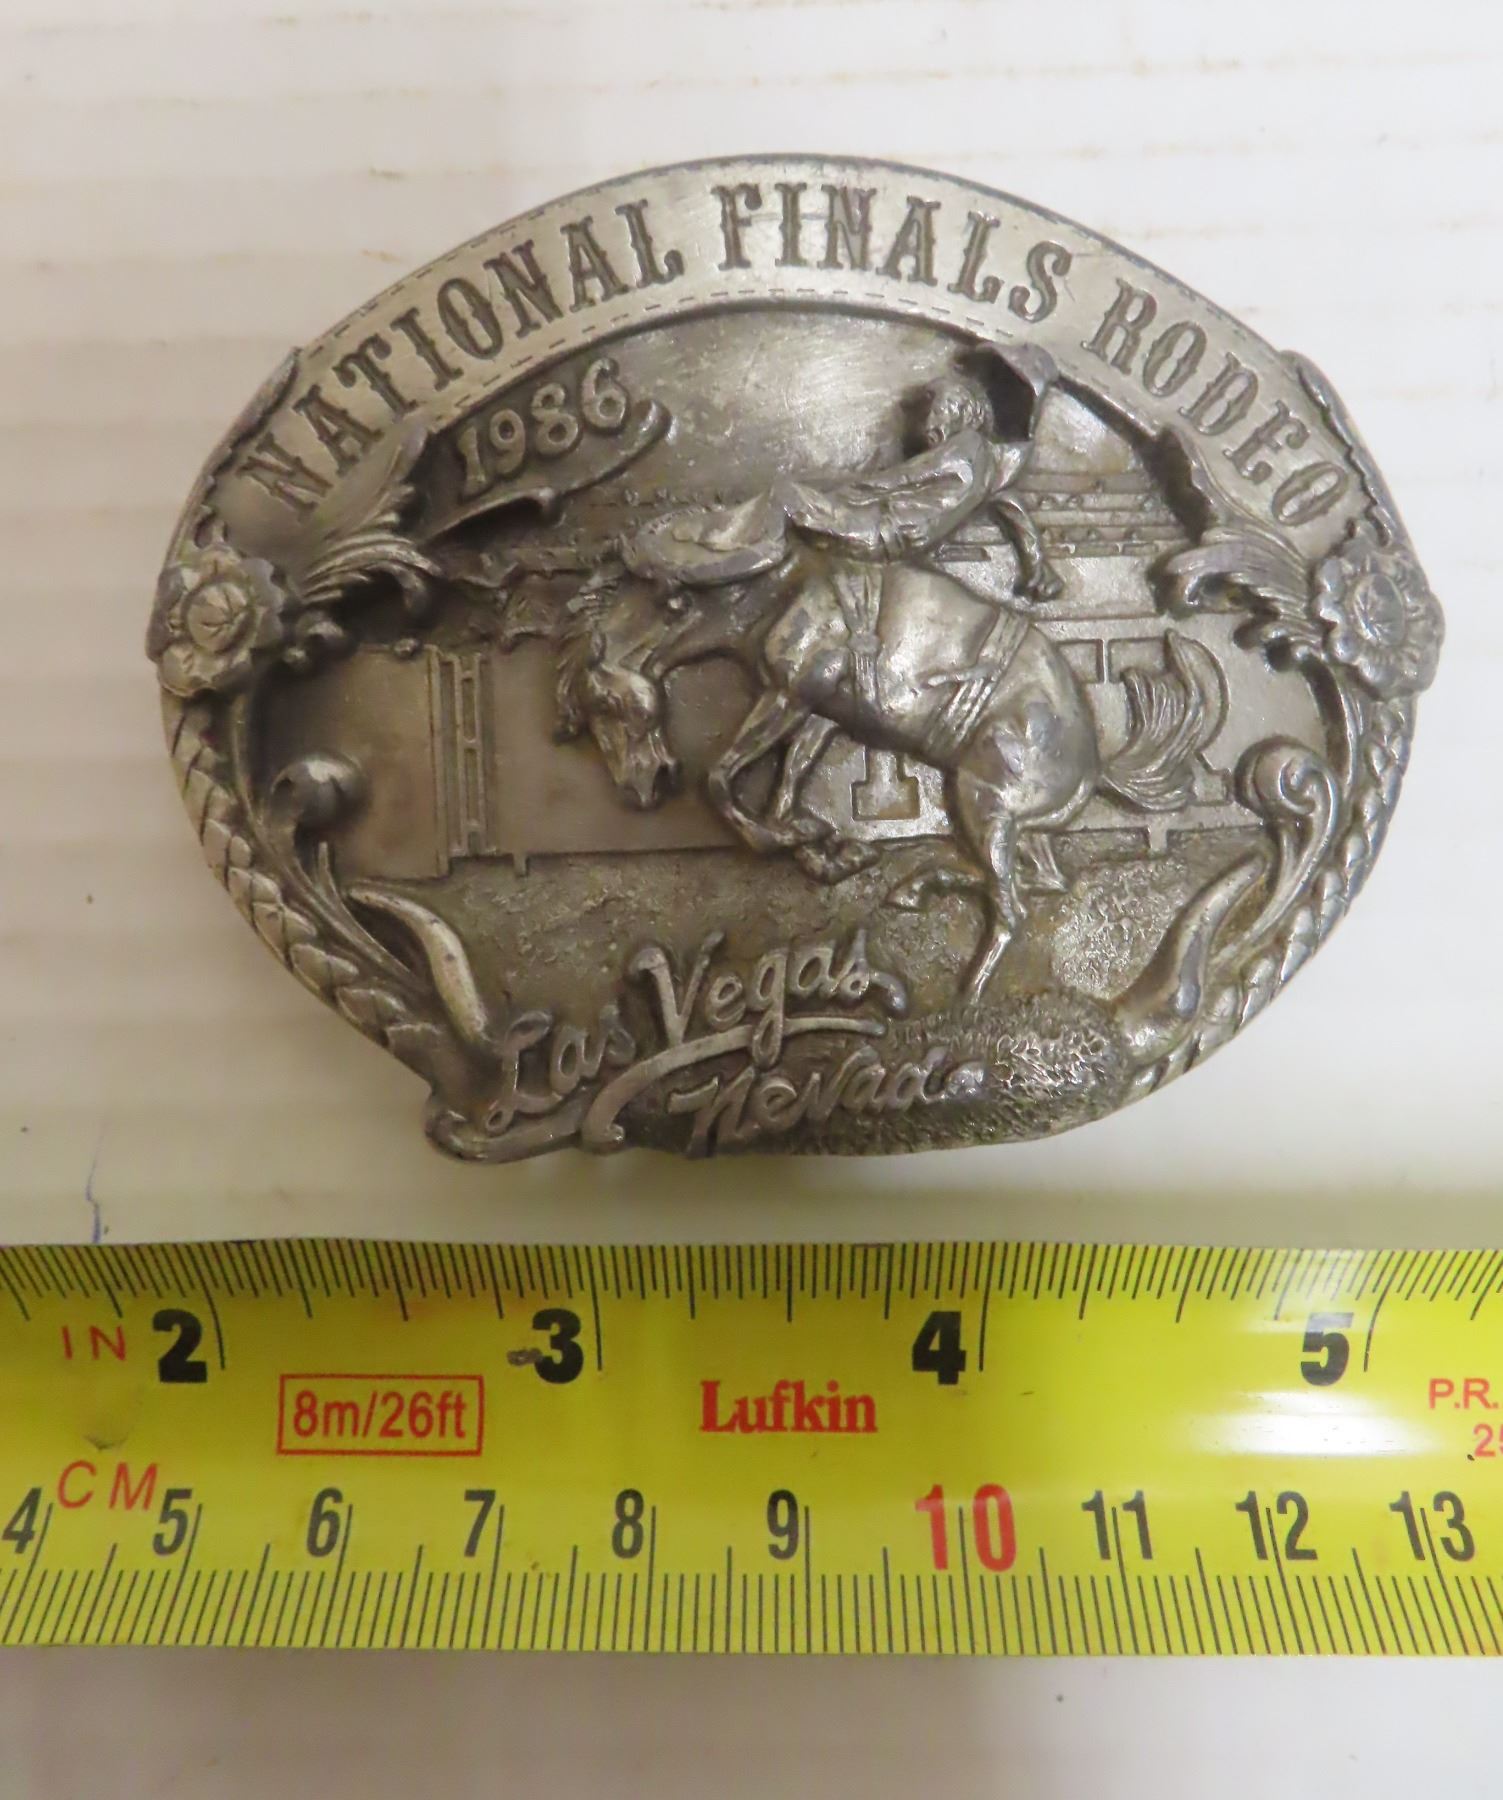 NATIONAL FINALS RODEO
1986
Las Vegas
Nevada
IN 2 3 4 5
8m/26ft
Lufkin
P.R.
CM
4 5 6 7 8 9 10 11 12 13